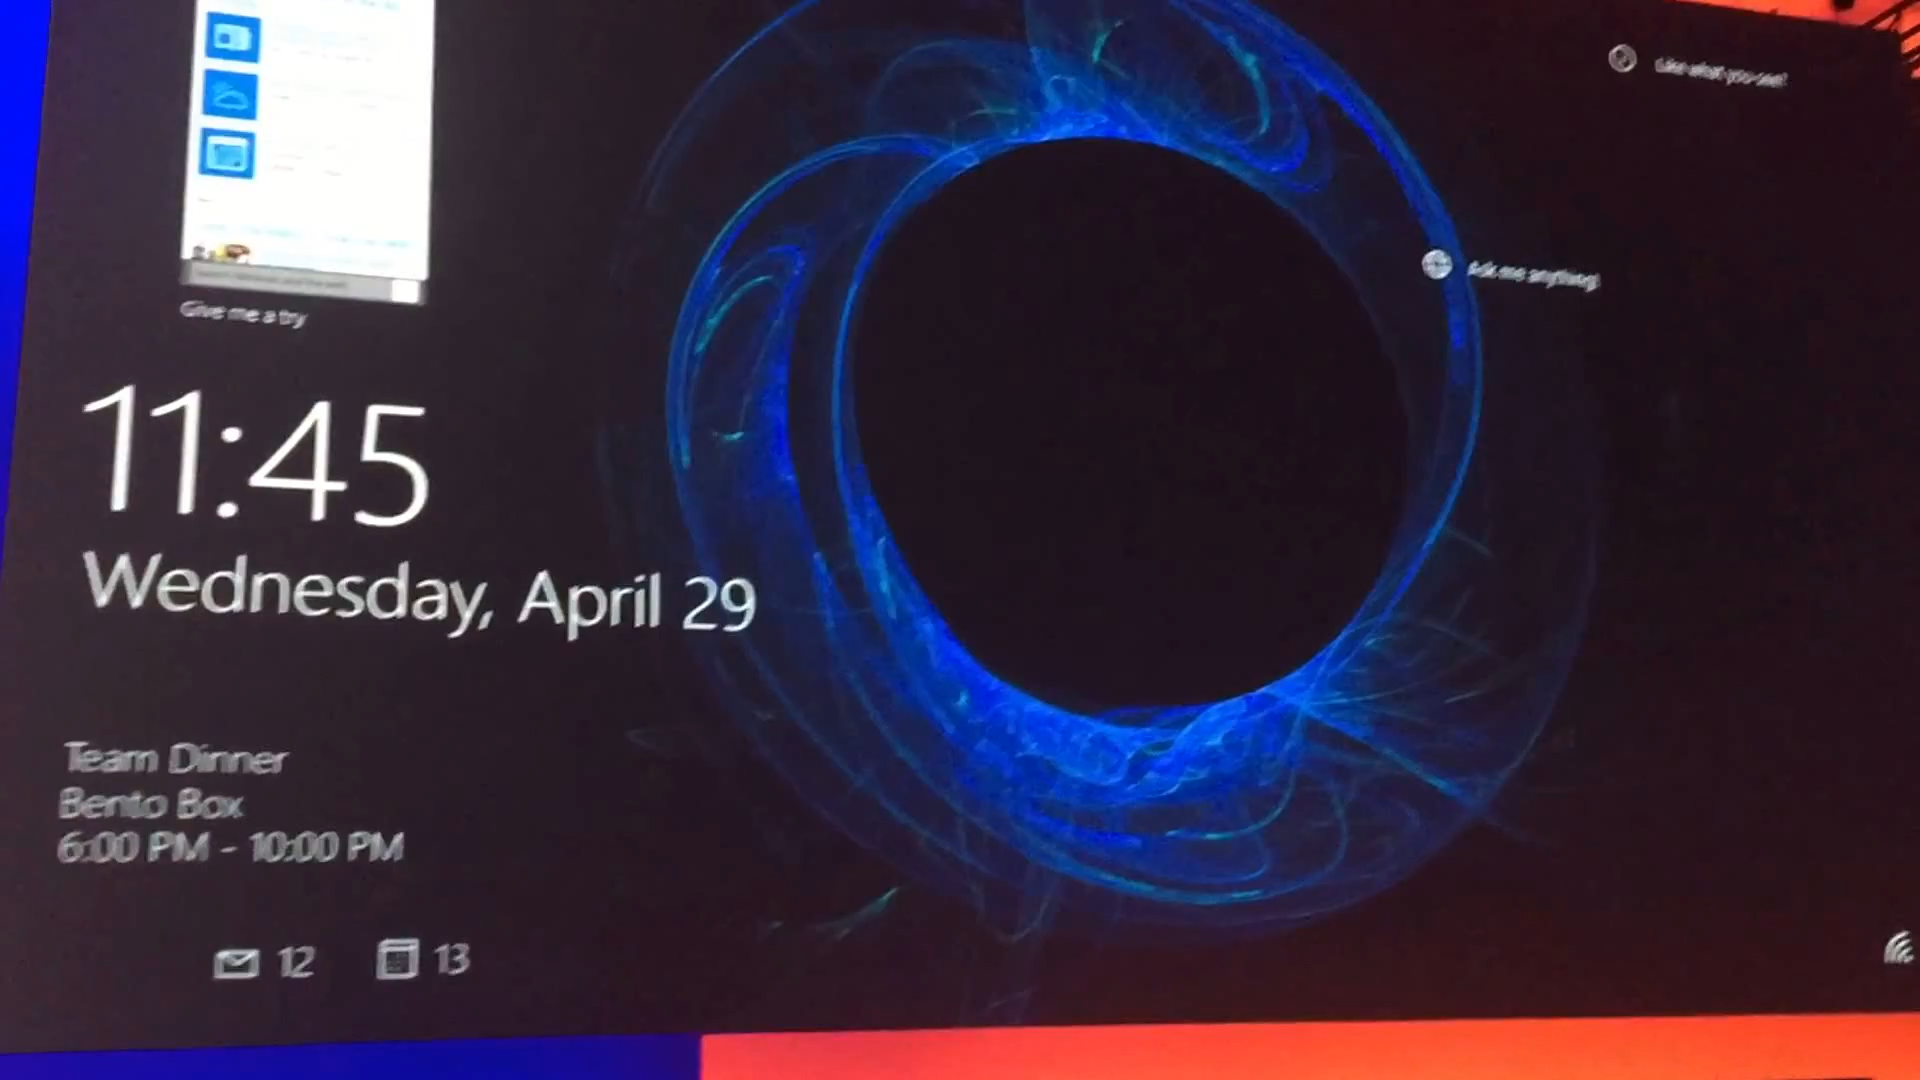 Like what you see?
Ask me anything!
Give me a try
11:45
Wednesday, April 29
Team Dinner
Bento Box
6:00 PM - 10:00 PM
12
13